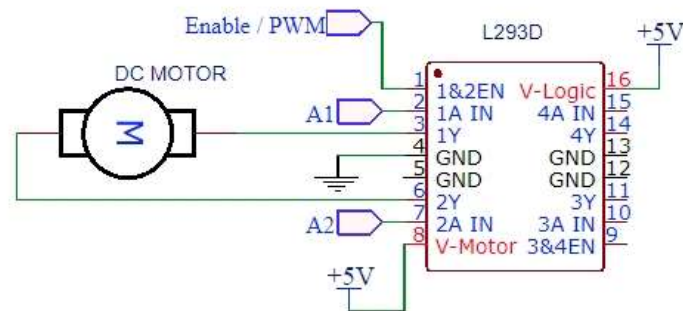 Enable / PWM
L293D
+5V
DC MOTOR
M
A1
A2
+5V
1 1&2EN V-Logic 16
2 1A IN 4A IN 15
3 1Y 4Y 14
4 GND GND 13
5 GND GND 12
6 2Y 3Y 11
7 2A IN 3A IN 10
8 V-Motor 3&4EN 9